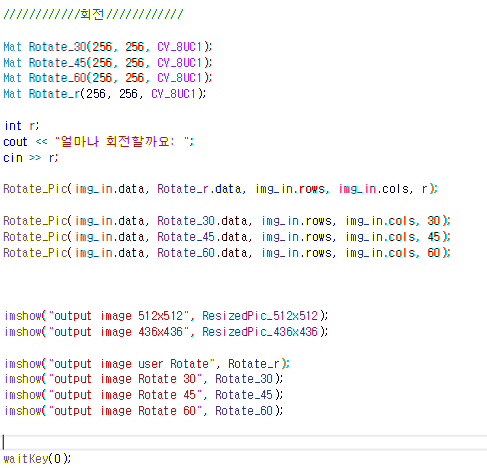 ////////////회전////////////
Mat Rotate_30(256, 256, CV_8UC1);
Mat Rotate_45(256, 256, CV_8UC1);
Mat Rotate_60(256, 256, CV_8UC1);
Mat Rotate_r(256, 256, CV_8UC1);
int r;
cout << "얼마나 회전할까요: ";
cin >> r;
Rotate_Pic(img_in.data, Rotate_r.data, img_in.rows, img_in.cols, r);
Rotate_Pic(img_in.data, Rotate_30.data, img_in.rows, img_in.cols, 30);
Rotate_Pic(img_in.data, Rotate_45.data, img_in.rows, img_in.cols, 45);
Rotate_Pic(img_in.data, Rotate_60.data, img_in.rows, img_in.cols, 60);
imshow("output image 512x512", ResizedPic_512x512);
imshow("output image 436x436", ResizedPic_436x436);
imshow("output image user Rotate", Rotate_r);
imshow("output image Rotate 30", Rotate_30);
imshow("output image Rotate 45", Rotate_45);
imshow("output image Rotate 60", Rotate_60);
waitKey(0);